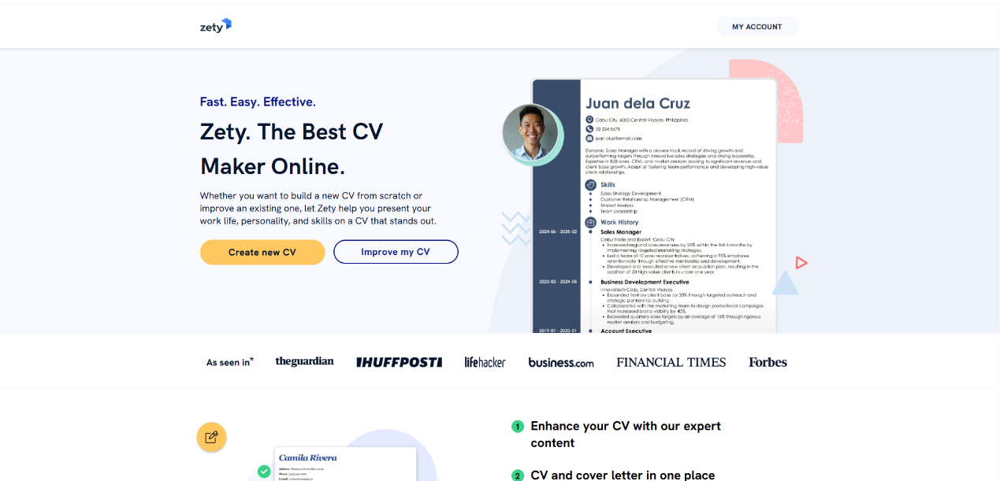 zety
MY ACCOUNT
Fast. Easy. Effective.
Zety. The Best CV
Maker Online.
Whether you want to build a new CV from scratch or
improve an existing one, let Zety help you present your
work life, personality, and skills on a CV that stands out.
Create new CV
Improve my CV
Juan dela Cruz
Cebu City, 6000 Central Visayas, Philippines
32 234 5678
juan.cruz@email.com
Dynamic Sales Manager with a proven track record of driving growth and
outperforming targets through innovative sales strategies and strong leadership.
Expertise in B2B sales, CRM, and market analysis leading to significant revenue and
client base growth. Adept at fostering team performance and developing high-value
client relationships.
Skills
Sales Strategy Development
Customer Relationship Management (CRM)
Market Analysis
Team Leadership
Work History
2024-06 - 2025-02
Sales Manager
Cebu Trade and Export, Cebu City
Increased regional sales revenues by 25% within the first 6 months by
implementing targeted marketing strategies.
Led a team of 10 sales representatives, achieving a 95% employee
retention rate through effective mentorship and development.
Developed and executed a new client acquisition plan, resulting in the
addition of 20 high-value clients in under one year.
2023-02 - 2024-05
Business Development Executive
Innovatech Corp, Central Visayas
Expanded territory client base by 30% through targeted outreach and
strategic partnership building.
Collaborated with the marketing team to design promotional campaigns
that increased brand visibility by 40%.
Exceeded quarterly sales targets by an average of 15% through rigorous
market analysis and budgeting.
2019-01 - 2023-01
Account Executive
As seen in*
theguardian
HUFFPOST
lifehacker
business.com
FINANCIAL TIMES
Forbes
Camila Rivera
Address
Phone
E-mail
1 Enhance your CV with our expert
content
2 CV and cover letter in one place